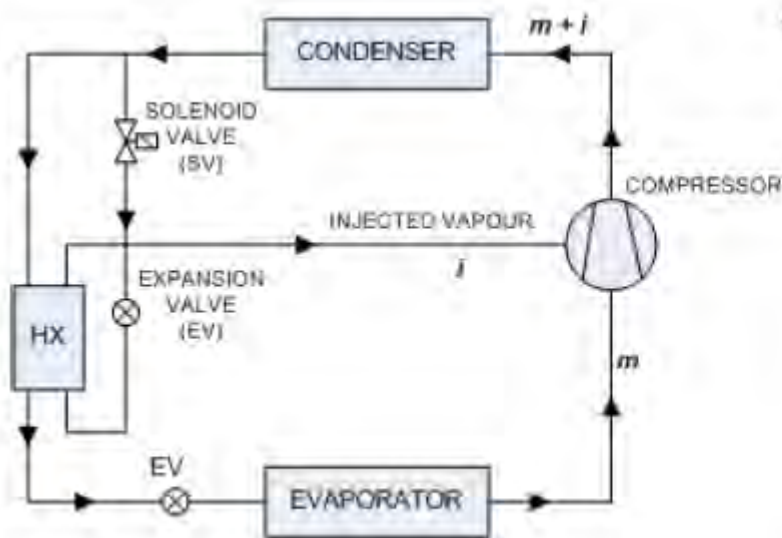 m + i
CONDENSER
SOLENOID
VALVE
(SV)
COMPRESSOR
INJECTED VAPOUR
i
EXPANSION
VALVE
(EV)
HX
m
EV
EVAPORATOR